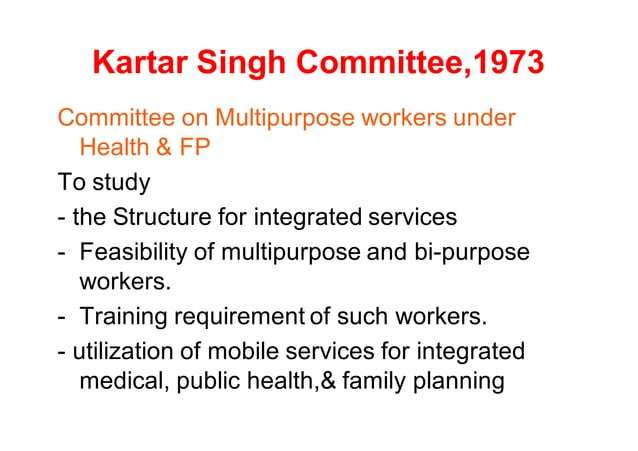 Kartar Singh Committee,1973
Committee on Multipurpose workers under
Health & FP
To study
- the Structure for integrated services
- Feasibility of multipurpose and bi-purpose
workers.
- Training requirement of such workers.
- utilization of mobile services for integrated
medical, public health,& family planning